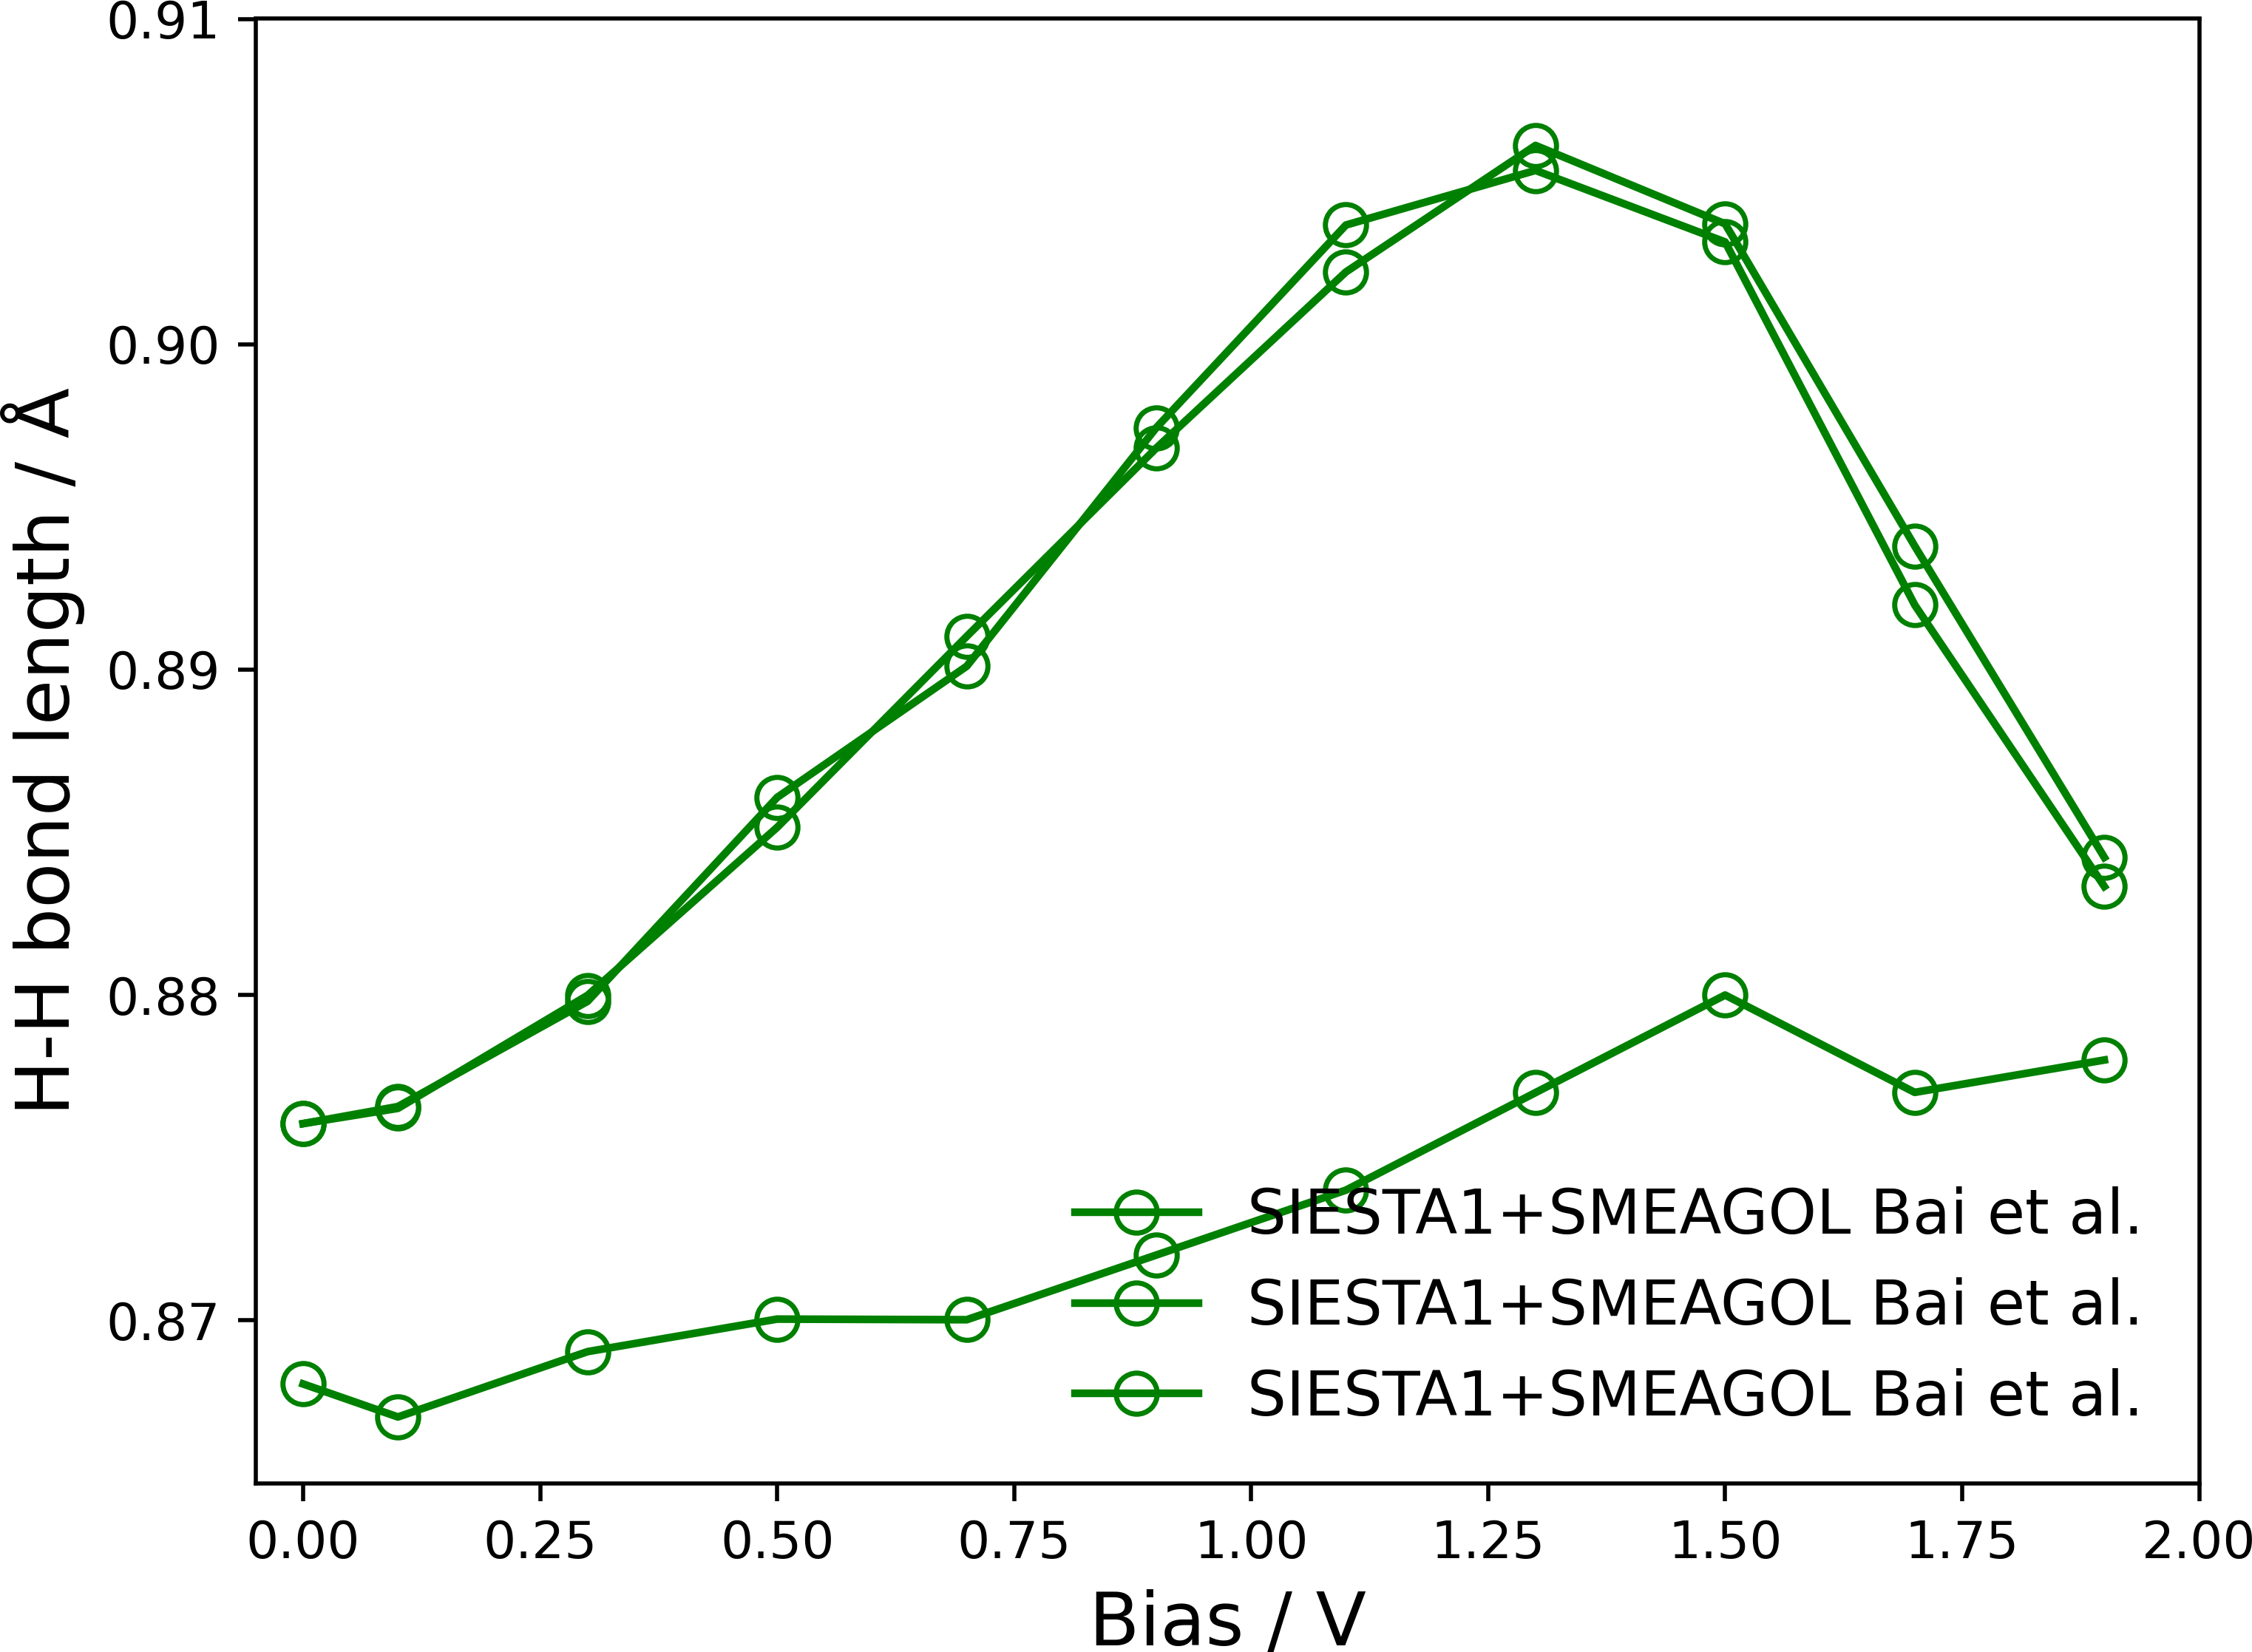 0.91
0.90
0.89
0.88
0.87
H-H bond length / Å
SIESTA1+SMEAGOL Bai et al.
SIESTA1+SMEAGOL Bai et al.
SIESTA1+SMEAGOL Bai et al.
0.00 0.25 0.50 0.75 1.00 1.25 1.50 1.75 2.00
Bias / V